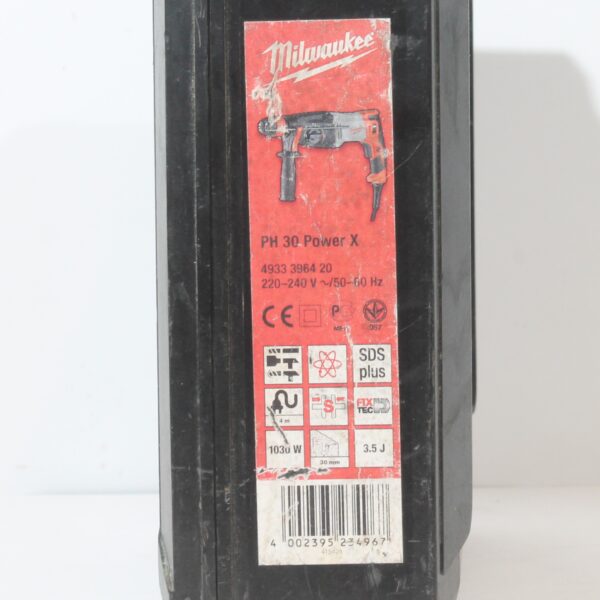 Milwaukee
PH 30 Power X
4933 3964 20
220~240 V ~/50-60 Hz
CE
SDS
plus
4 m
S
FIX
TEC
1030 W
30 mm
3.5 J
4 002395 234967